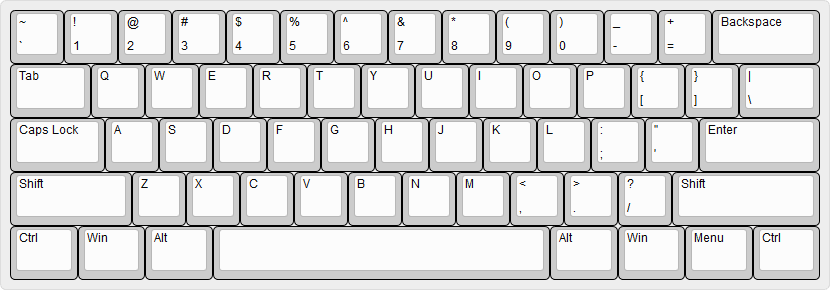 ~ ! @ # $ % ^ & * ( ) _ + Backspace
` 1 2 3 4 5 6 7 8 9 0 - =
Tab Q W E R T Y U I O P { } |
[ ] \
Caps Lock A S D F G H J K L : " Enter
; '
Shift Z X C V B N M < > ? Shift
, . /
Ctrl Win Alt Alt Win Menu Ctrl